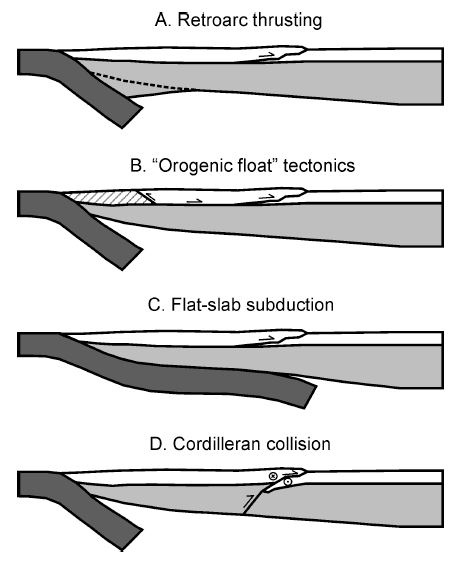 A. Retroarc thrusting
B. “Orogenic float” tectonics
C. Flat-slab subduction
D. Cordilleran collision